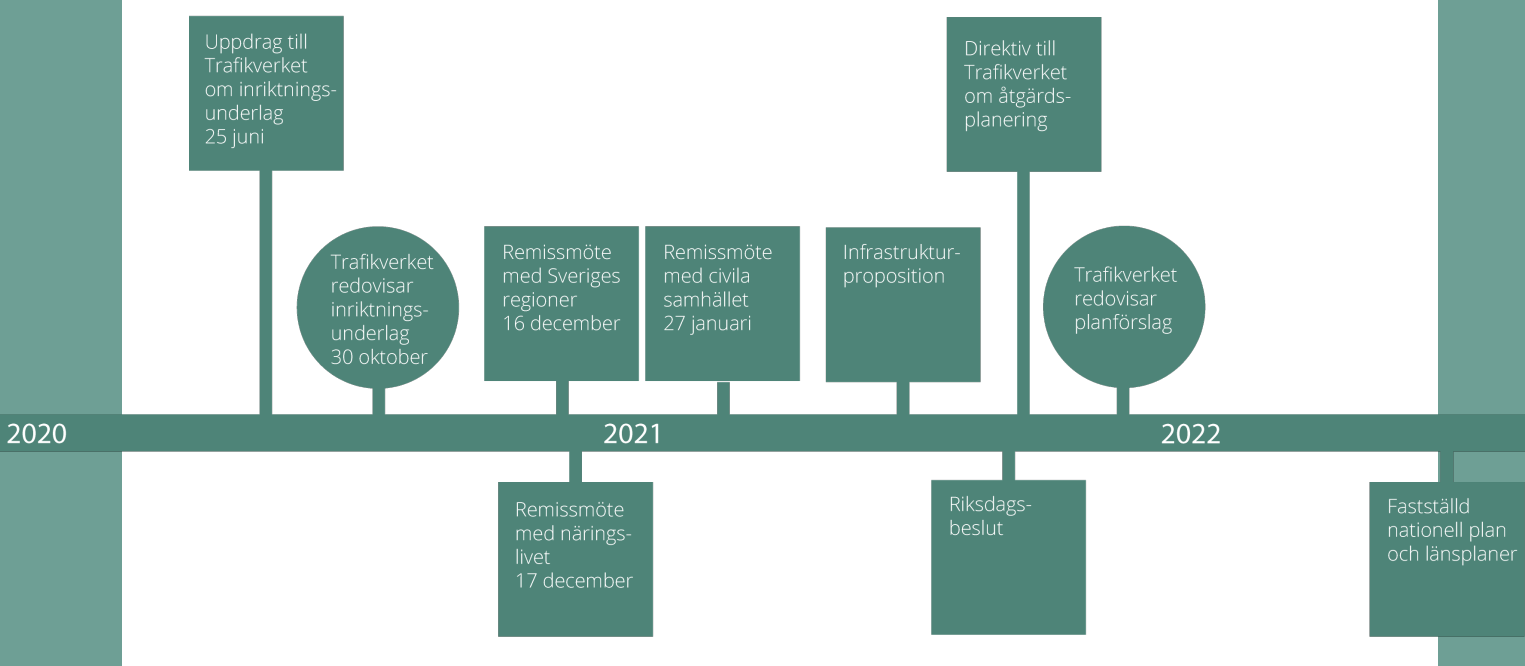 Uppdrag till
Trafikverket
om inriktnings-
underlag
25 juni
Trafikverket
redovisar
inriktnings-
underlag
30 oktober
Remissmöte
med Sveriges
regioner
16 december
Remissmöte
med civila
samhället
27 januari
Infrastruktur-
proposition
Direktiv till
Trafikverket
om åtgärds-
planering
Trafikverket
redovisar
planförslag
2020
2021
2022
Remissmöte
med närings-
livet
17 december
Riksdags-
beslut
Fastställd
nationell plan
och länsplaner